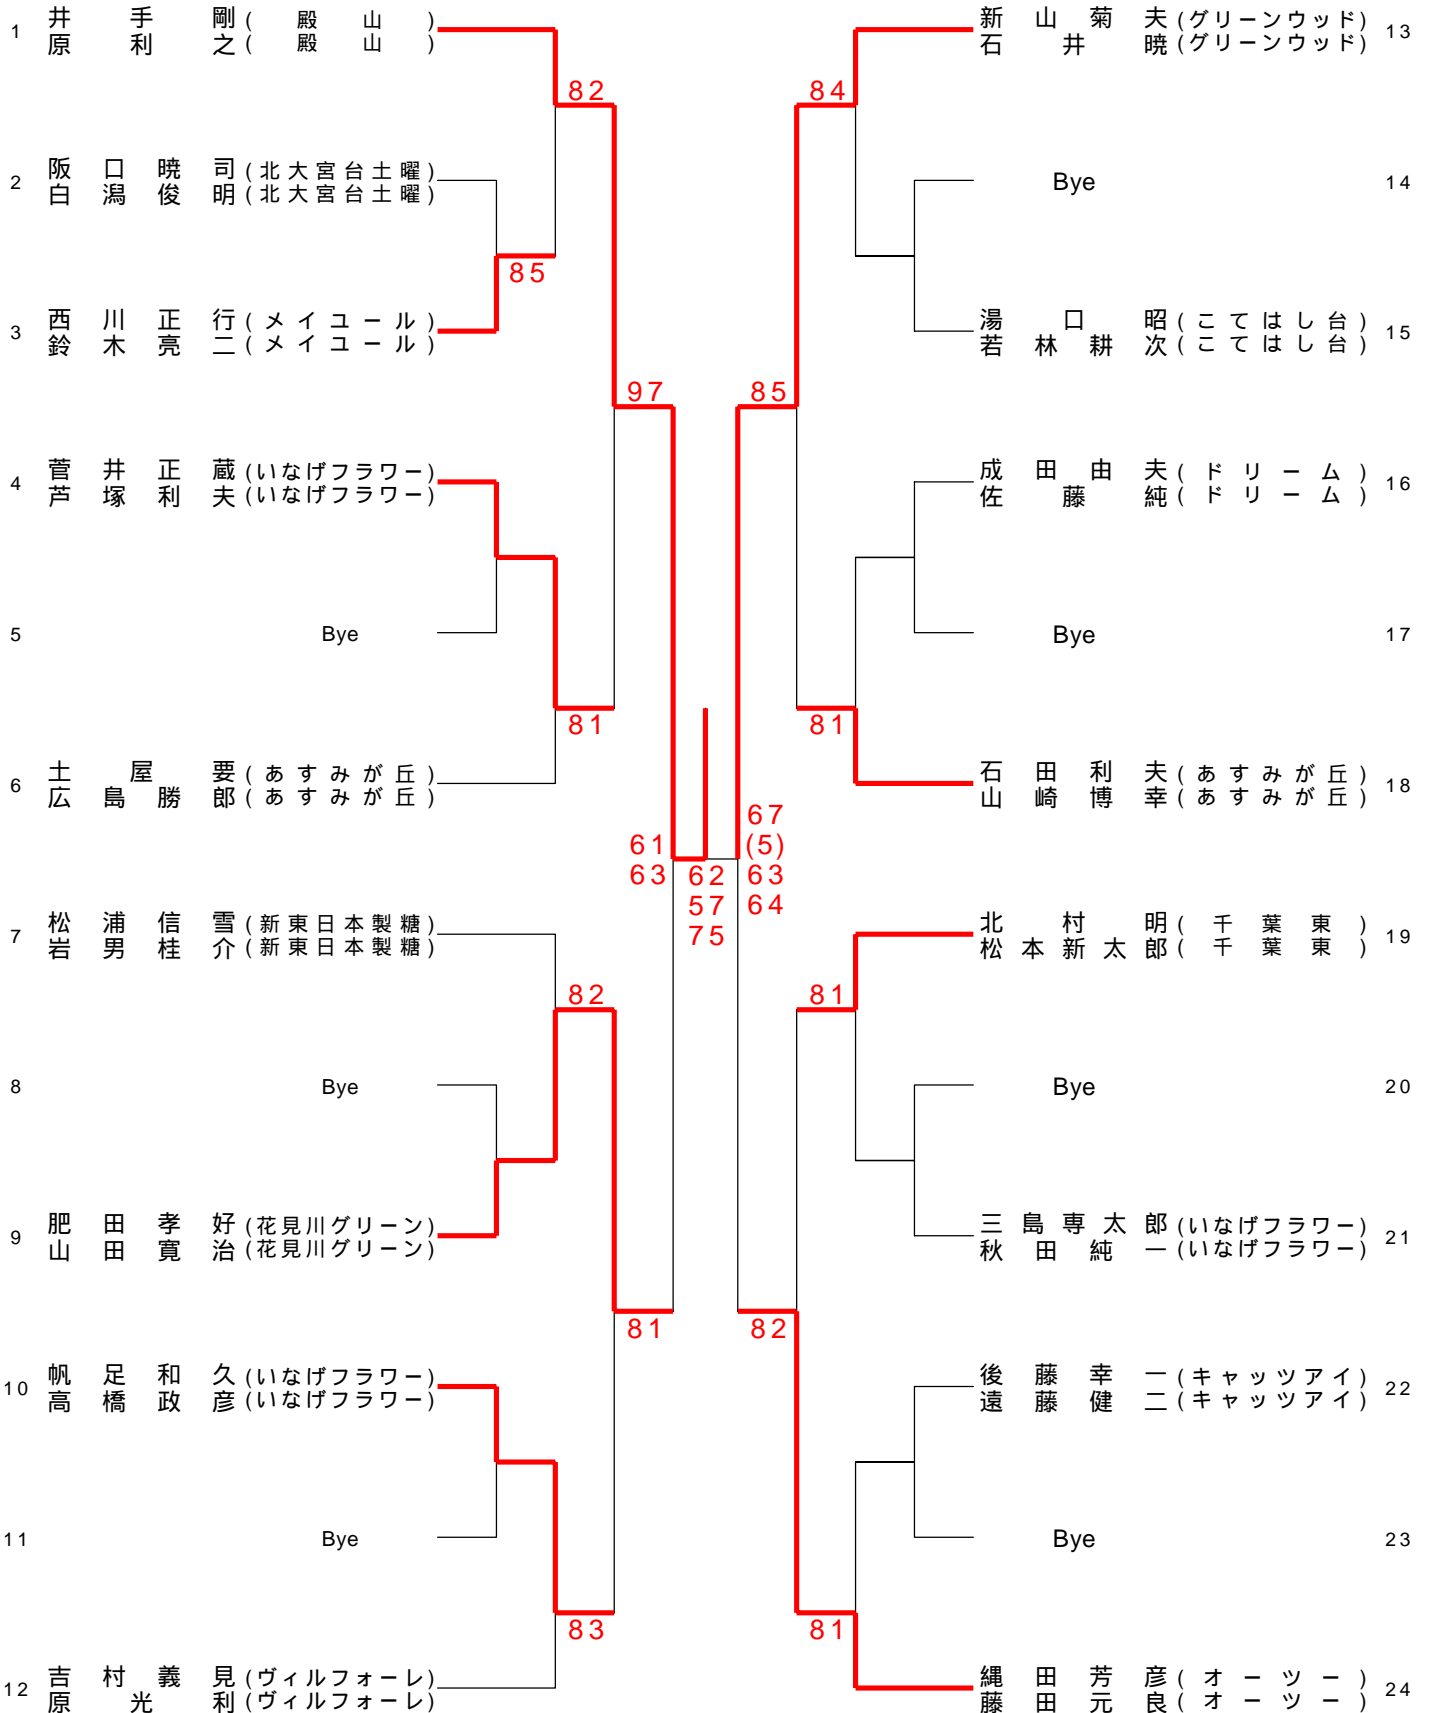 1 井手剛(殿山)
原利之(殿山)
82
2 阪口暁司(北大宮台土曜)
白潟俊明(北大宮台土曜)
85
3 西川正行(メイユール)
鈴木亮二(メイユール)
97
4 菅井正蔵(いなげフラワー)
芦塚利夫(いなげフラワー)
5 Bye
81
6 土屋要(あすみが丘)
広島勝郎(あすみが丘)
61
63
62
57
75
7 松浦信雪(新東日本製糖)
岩男桂介(新東日本製糖)
82
8 Bye
9 肥田孝好(花見川グリーン)
山田寛治(花見川グリーン)
81
10 帆足和久(いなげフラワー)
高橋政彦(いなげフラワー)
11 Bye
83
12 吉村義見(ヴィルフォーレ)
原光利(ヴィルフォーレ)
新山菊夫(グリーンウッド) 13
石井暁(グリーンウッド)
84
Bye 14
湯口昭(こてはし台) 15
若林耕次(こてはし台)
85
成田由夫(ドリーム) 16
佐藤純(ドリーム)
Bye 17
81
石田利夫(あすみが丘) 18
山崎博幸(あすみが丘)
67
(5)
63
64
北村明(千葉東) 19
松本新太郎(千葉東)
81
Bye 20
三島専太郎(いなげフラワー) 21
秋田純一(いなげフラワー)
82
後藤幸一(キャッツアイ) 22
遠藤健二(キャッツアイ)
Bye 23
81
縄田芳彦(オーツー) 24
藤田元良(オーツー)